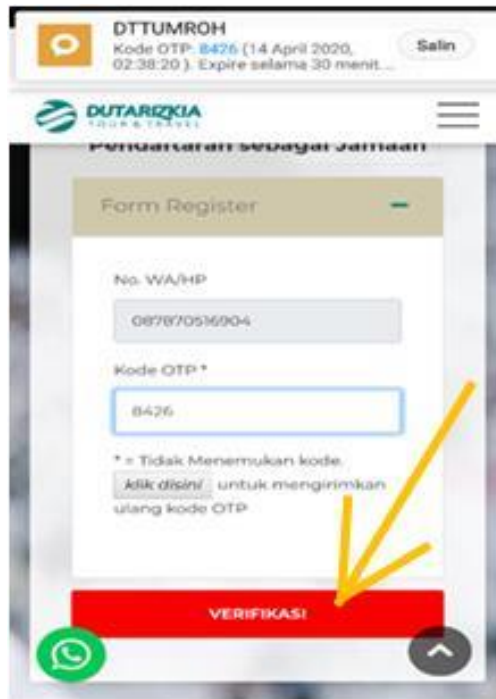 DTTUMROH
Kode OTP: 8426 (14 April 2020,
02:38:20 ). Expire selama 30 menit...
Salin
DUTARIZKIA
TOUR & TRAVEL
Pendaftaran sebagai Jamaah
Form Register
No. WA/HP
087870516904
Kode OTP *
8426
* = Tidak Menemukan kode.
klik disini untuk mengirimkan
ulang kode OTP
VERIFIKASI